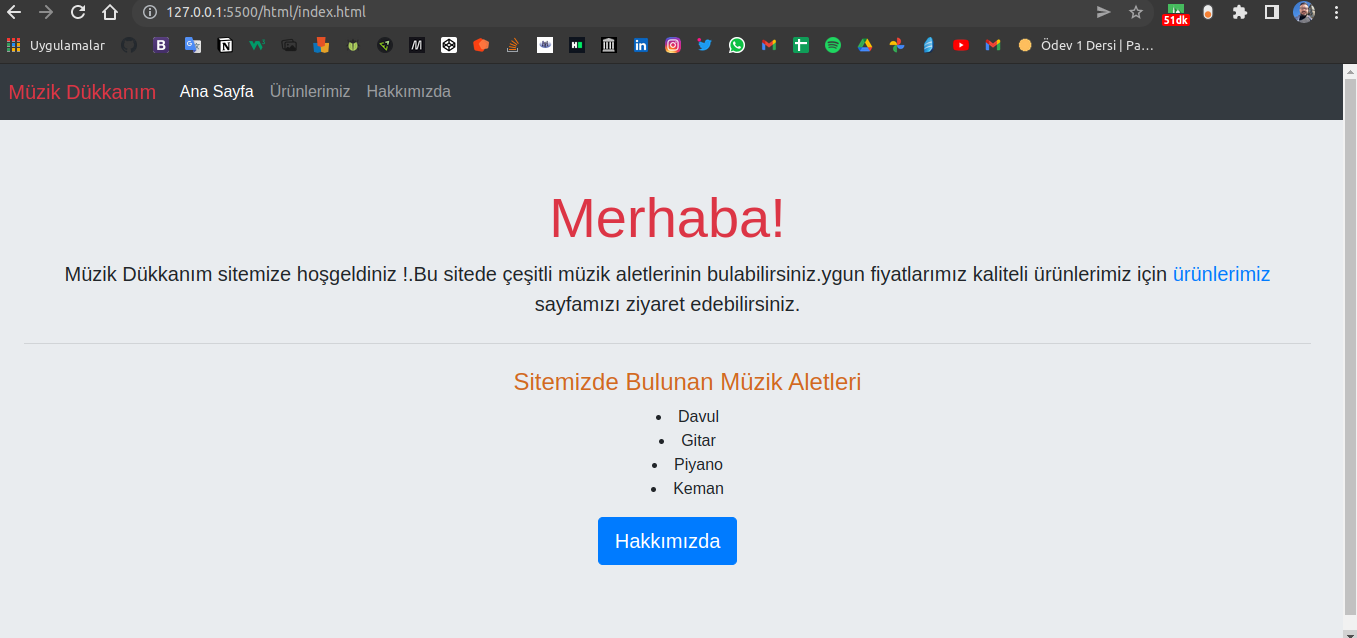 127.0.0.1:5500/html/index.html
51dk
Uygulamalar
Ödev 1 Dersi | Pa...
Müzik Dükkanım Ana Sayfa Ürünlerimiz Hakkımızda
Merhaba!
Müzik Dükkanım sitemize hoşgeldiniz !.Bu sitede çeşitli müzik aletlerinin bulabilirsiniz.ygun fiyatlarımız kaliteli ürünlerimiz için ürünlerimiz
sayfamızı ziyaret edebilirsiniz.
Sitemizde Bulunan Müzik Aletleri
• Davul
• Gitar
• Piyano
• Keman
Hakkımızda